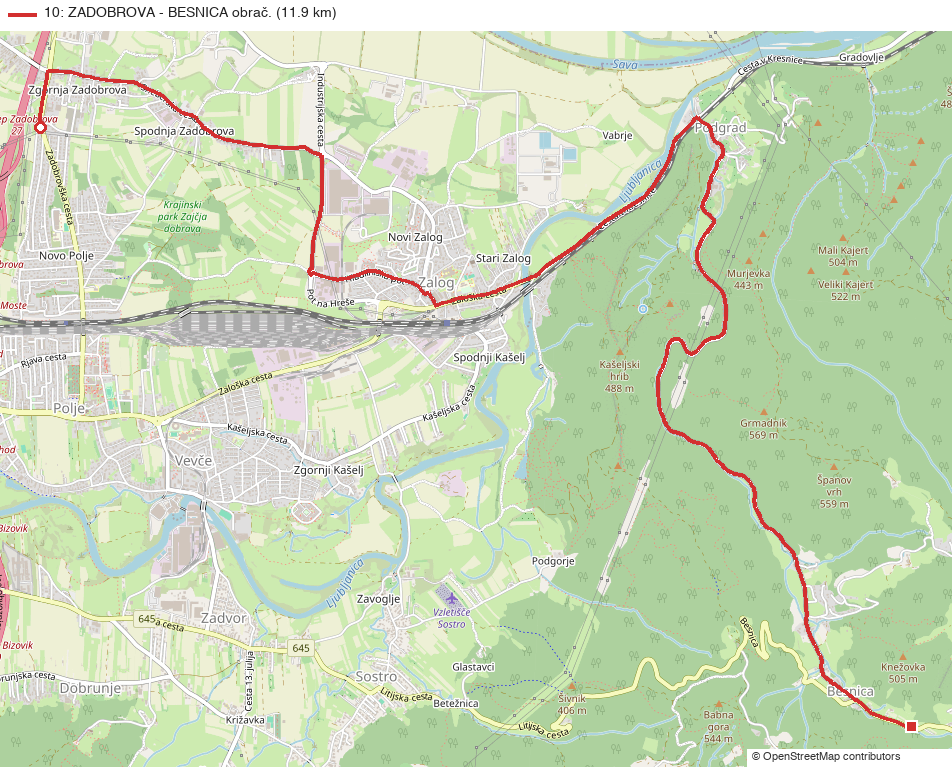 10: ZADOBROVA - BESNICA obrač. (11.9 km)
Sava
Gradovlje
Cesta v Kresnice
Zgornja Zadobrova
Industrijska cesta
27
Spodnja Zadobrova
Podgrad
Vabrje
Zadobrovška cesta
Ljubljanica
Krajinski
park Zajčja
dobrava
Novi Zalog
Mali Kajert
504 m
Novo Polje
Stari Zalog
Murjevka
443 m
Veliki Kajert
522 m
Zalog
Zaloška cesta
Pot na Hreše
Moste
Rjava cesta
Spodnji Kašelj
Kašeljski
hrib
488 m
Zaloška cesta
Polje
Kašeljska cesta
Kašeljska cesta
Grmadnik
569 m
Vevče
Zgornji Kašelj
Španov
vrh
559 m
Bizovik
Podgorje
Ljubljanica
Zavoglje
Vzletišče
Sostro
Zadvor
645
645
Besnica
Bizovik
Glastavci
Knežovka
505 m
Cesta 13. julija
Sostro
Dobrunje
Litijska cesta
Betežnica
Šivnik
406 m
Besnica
Križavka
Litijska cesta
Babna
gora
544 m
© OpenStreetMap contributors